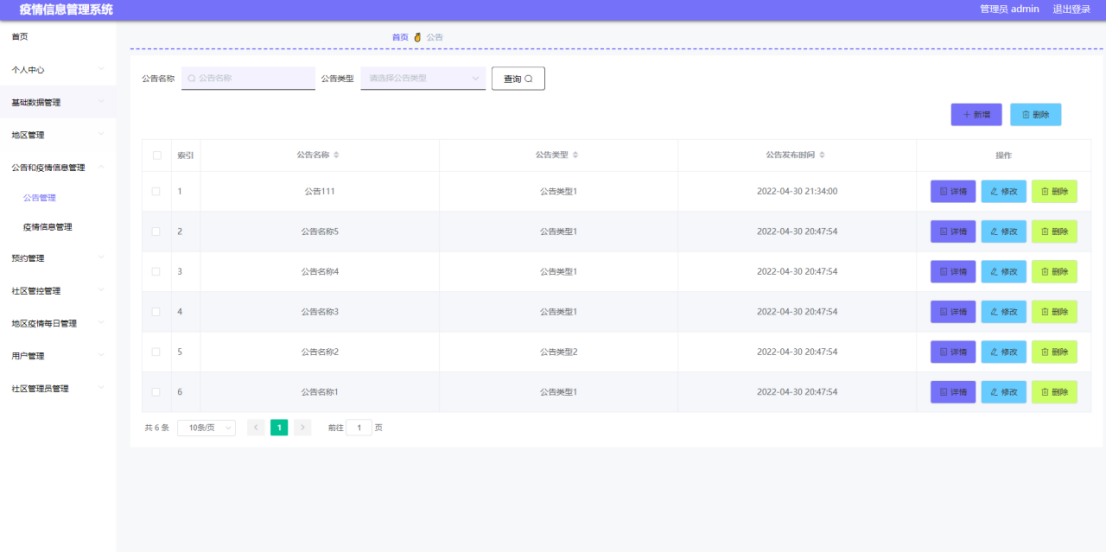 疫情信息管理系统
管理员 admin 退出登录
首页
个人中心
基础数据管理
地区管理
公告和疫情信息管理
公告管理
疫情信息管理
预约管理
社区管控管理
地区疫情每日管理
用户管理
社区管理员管理
首页 公告
公告名称 公告名称 公告类型 请选择公告类型 查询
新增 删除
索引 公告名称 公告类型 公告发布时间 操作
1 公告111 公告类型1 2022-04-30 21:34:00 详情 修改 删除
2 公告名称5 公告类型1 2022-04-30 20:47:54 详情 修改 删除
3 公告名称4 公告类型1 2022-04-30 20:47:54 详情 修改 删除
4 公告名称3 公告类型1 2022-04-30 20:47:54 详情 修改 删除
5 公告名称2 公告类型2 2022-04-30 20:47:54 详情 修改 删除
6 公告名称1 公告类型1 2022-04-30 20:47:54 详情 修改 删除
共 6 条 10条/页 1 前往 1 页